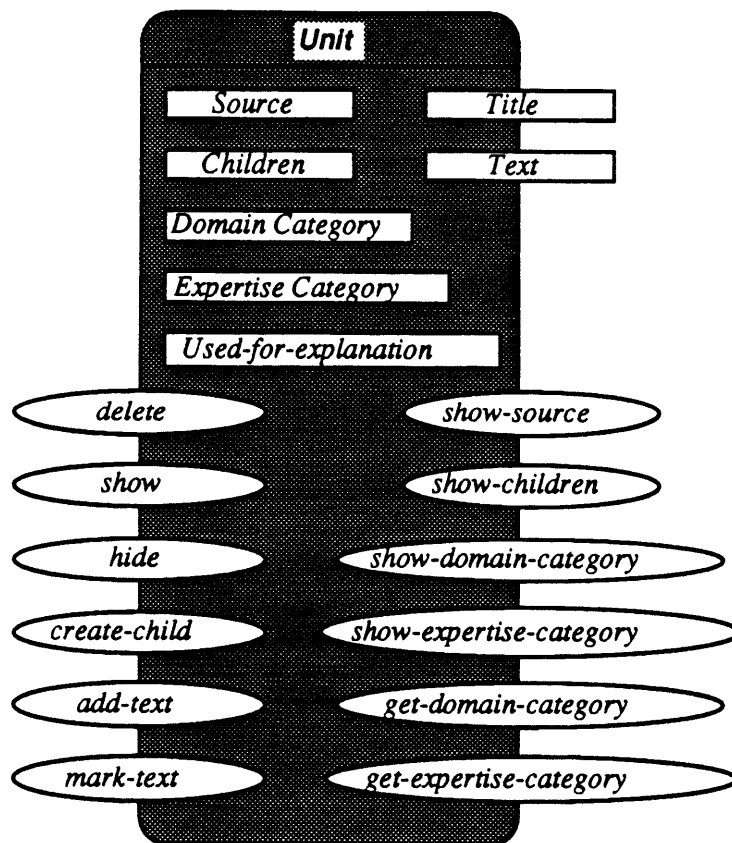 Unit
Source Title
Children Text
Domain Category
Expertise Category
Used-for-explanation
delete show-source
show show-children
hide show-domain-category
create-child show-expertise-category
add-text get-domain-category
mark-text get-expertise-category